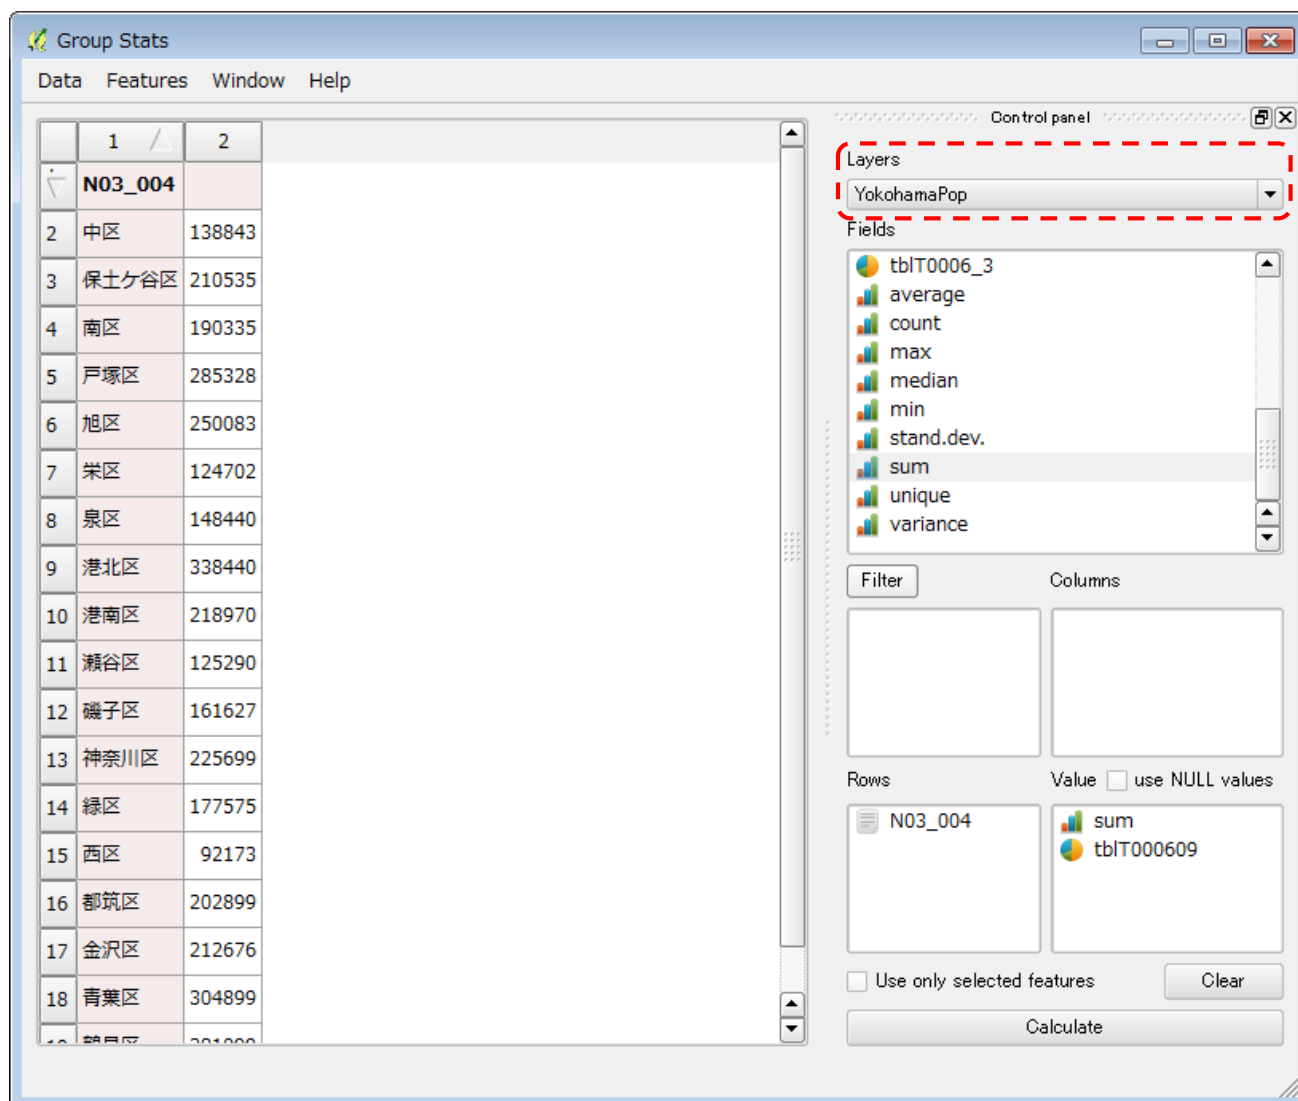 Group Stats
Data Features Window Help
1 2
N03_004
2 中区 138843
3 保土ケ谷区 210535
4 南区 190335
5 戸塚区 285328
6 旭区 250083
7 栄区 124702
8 泉区 148440
9 港北区 338440
10 港南区 218970
11 瀬谷区 125290
12 磯子区 161627
13 神奈川区 225699
14 緑区 177575
15 西区 92173
16 都筑区 202899
17 金沢区 212676
18 青葉区 304899
Control panel
Layers
YokohamaPop
Fields
tblT0006_3
average
count
max
median
min
stand.dev.
sum
unique
variance
Filter Columns
Rows Value use NULL values
N03_004
sum
tblT000609
Use only selected features Clear
Calculate